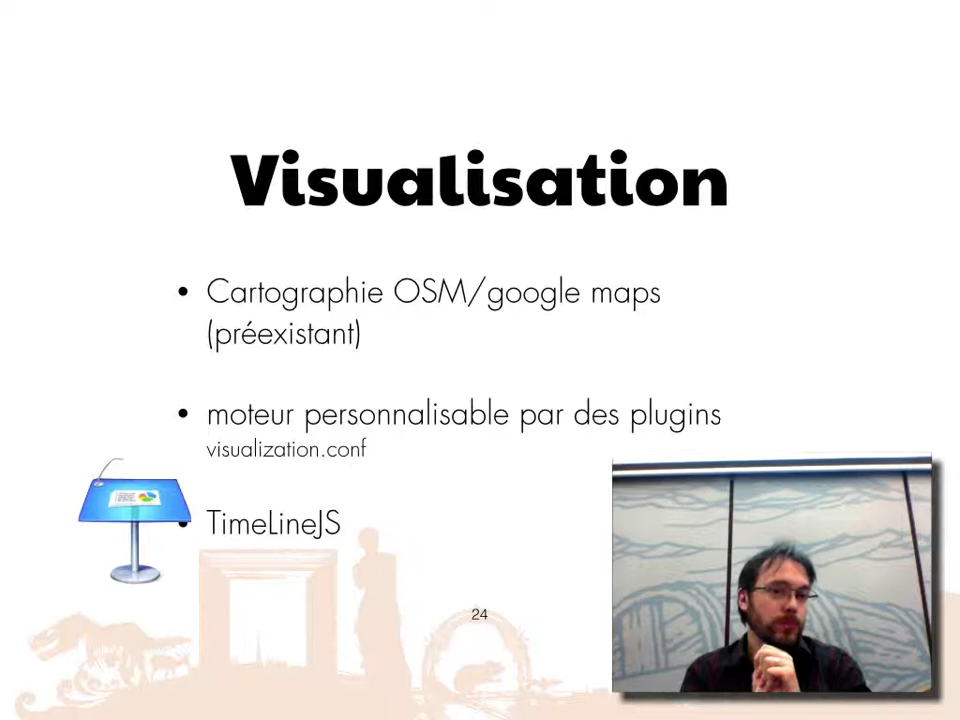 Visualisation
• Cartographie OSM/google maps
(préexistant)
• moteur personnalisable par des plugins
visualization.conf
• TimeLineJS
24